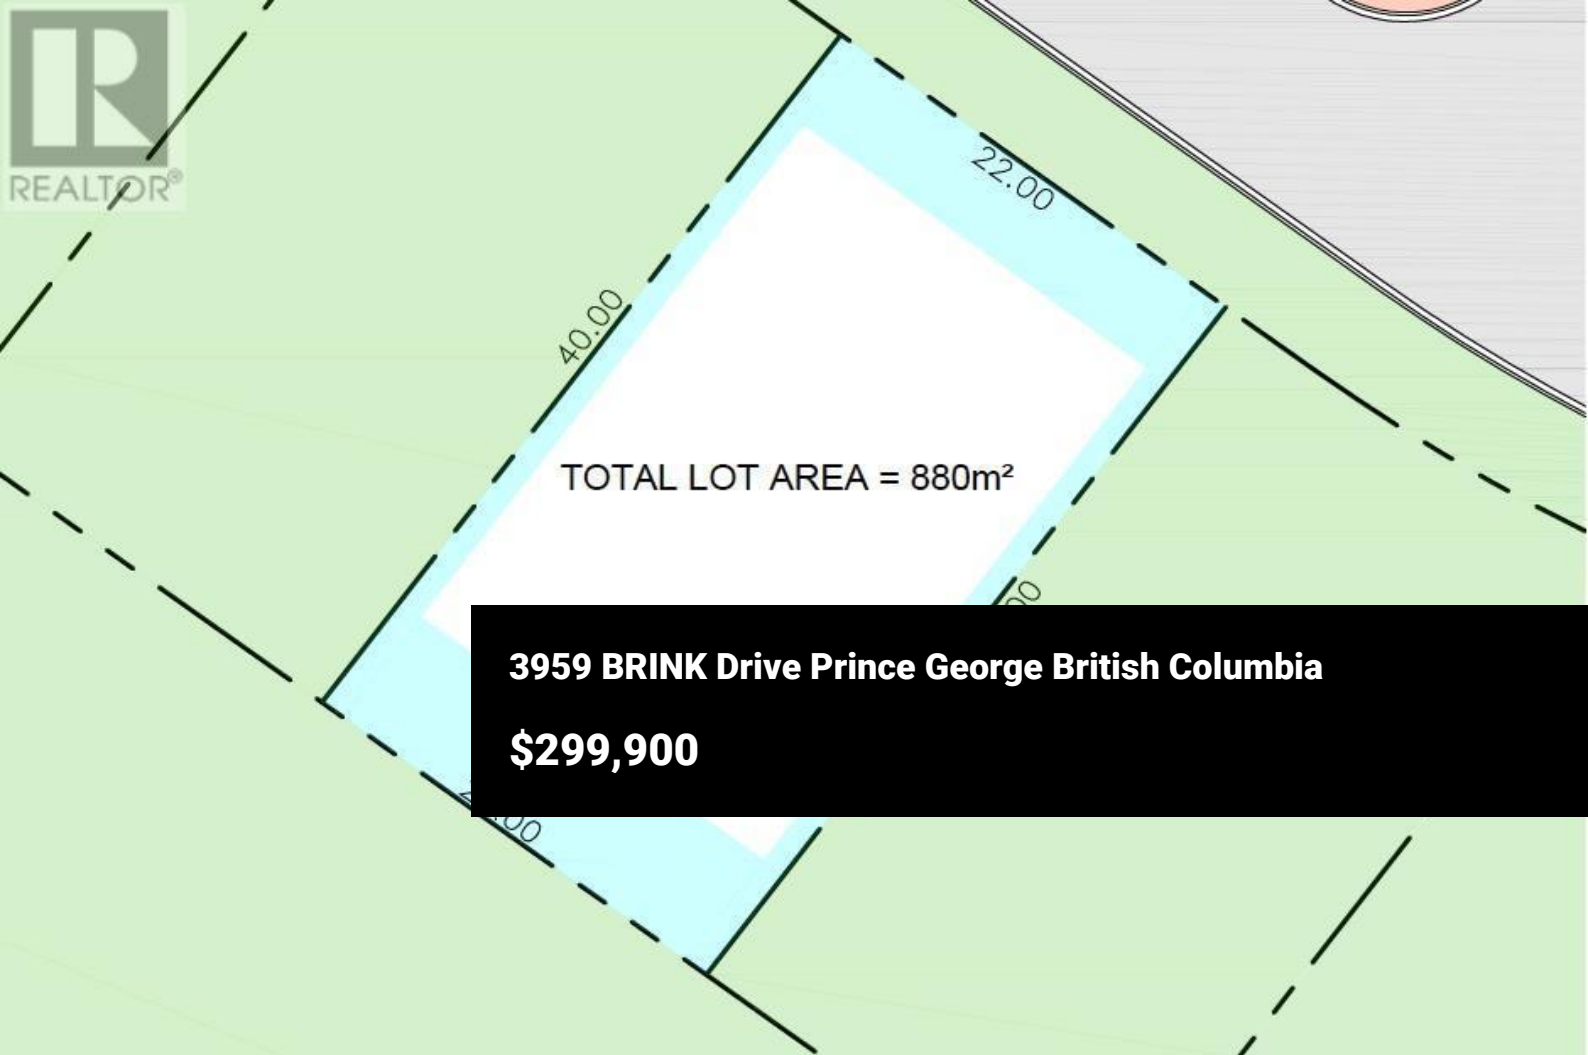 REALTOR®
22.00
40.00
TOTAL LOT AREA = 880m²
3959 BRINK Drive Prince George British Columbia
$299,900